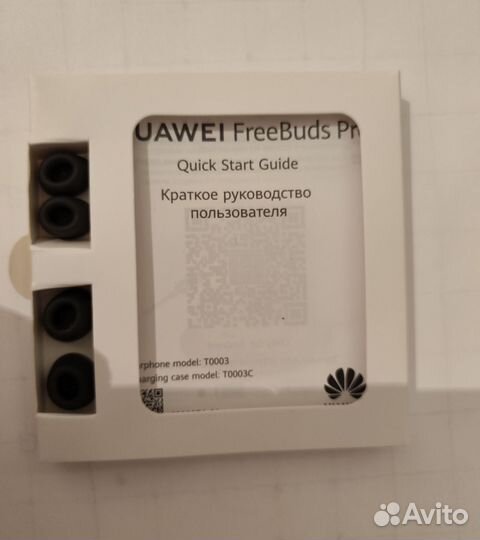 UAWEI FreeBuds Pr
Quick Start Guide
Краткое руководство
пользователя
rphone model: T0003
arging case model: T0003C
Avito